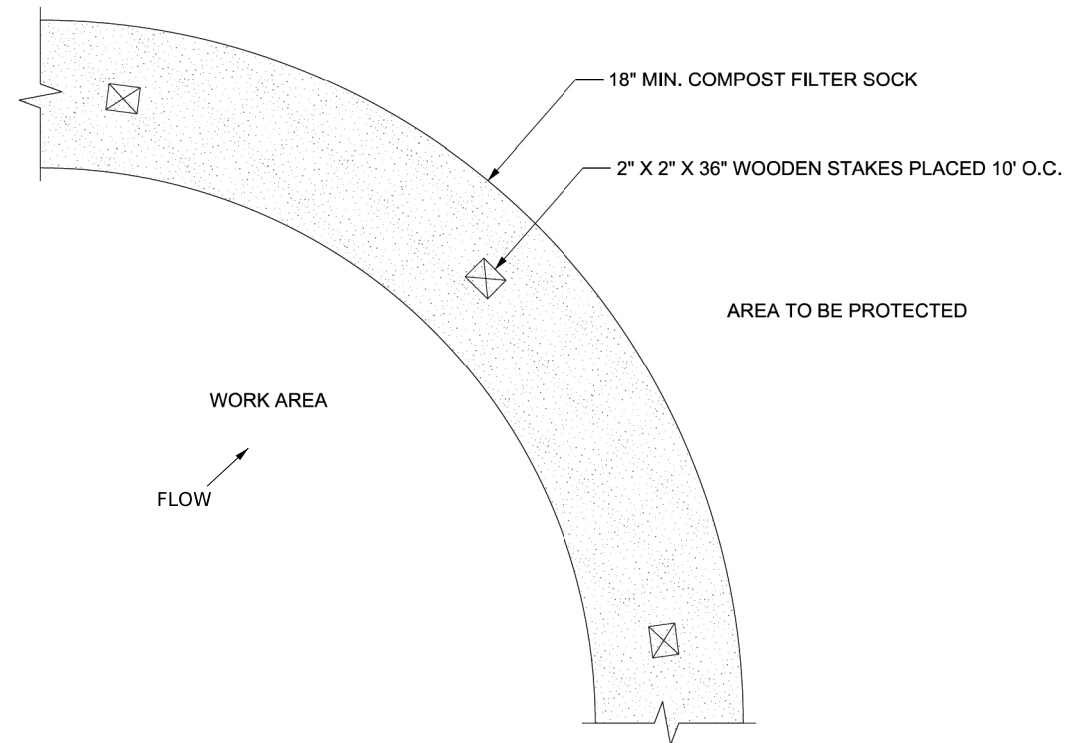 18" MIN. COMPOST FILTER SOCK
2" X 2" X 36" WOODEN STAKES PLACED 10' O.C.
AREA TO BE PROTECTED
WORK AREA
FLOW